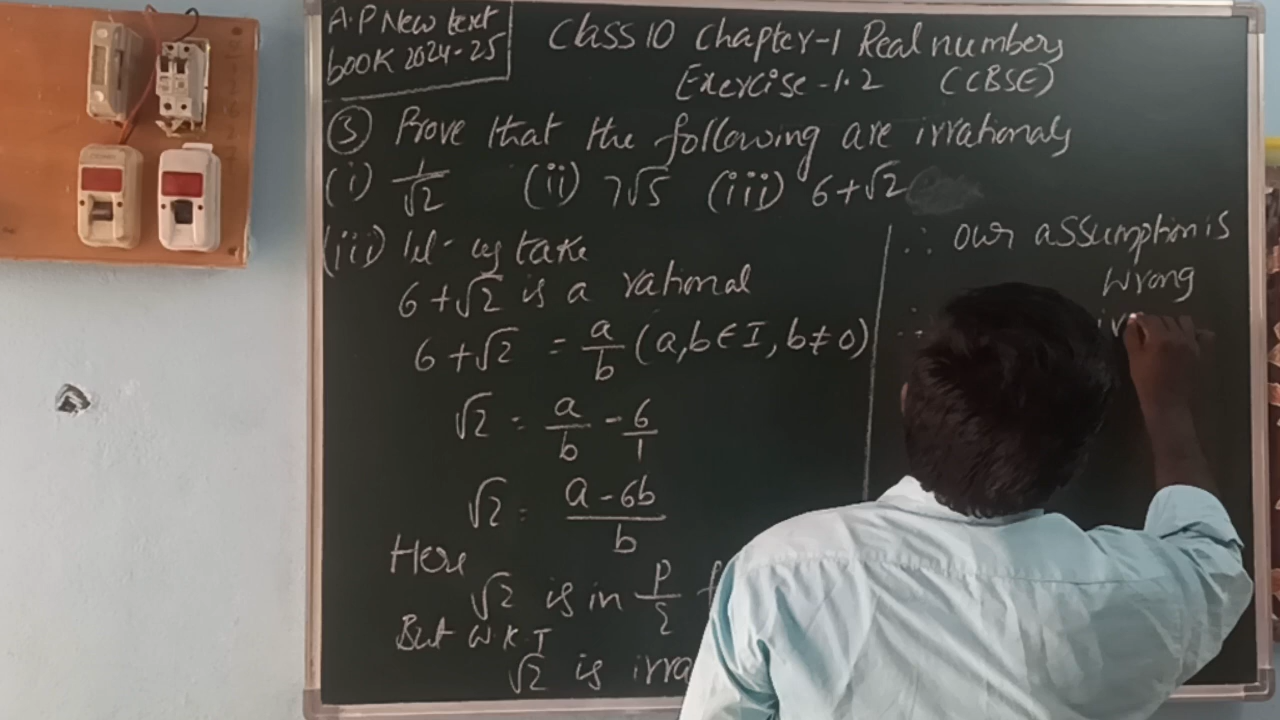 A.P New text
book 2024-25
Class 10 Chapter-1 Real numbers
Exercise-1.2 (CBSE)
③ Prove that the following are irrationals
(i) 1/√2 (ii) 7√5 (iii) 6+√2
(iii) let us take
6+√2 is a rational
6+√2 = a/b (a,b∈I, b≠0)
√2 = a/b - 6/1
√2 = a-6b/b
Here
√2 is in p/q
But W.K.T
√2 is
∴ our assumption is
wrong
∴